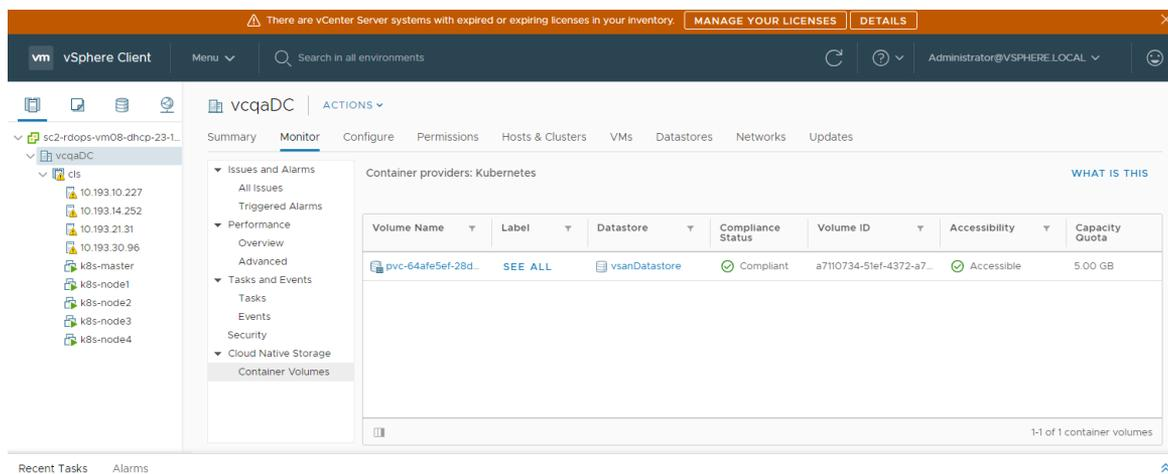 There are vCenter Server systems with expired or expiring licenses in your inventory. MANAGE YOUR LICENSES DETAILS
vm vSphere Client Menu Search in all environments Administrator@VSPHERE.LOCAL
vcqaDC ACTIONS
Summary Monitor Configure Permissions Hosts & Clusters VMs Datastores Networks Updates
sc2-rdops-vm08-dhcp-23-1...
vcqaDC
cls
10.193.10.227
10.193.14.252
10.193.21.31
10.193.30.96
k8s-master
k8s-node1
k8s-node2
k8s-node3
k8s-node4
Issues and Alarms
All Issues
Triggered Alarms
Performance
Overview
Advanced
Tasks and Events
Tasks
Events
Security
Cloud Native Storage
Container Volumes
Container providers: Kubernetes WHAT IS THIS
Volume Name Label Datastore Compliance Status Volume ID Accessibility Capacity Quota
pvc-64afe5ef-28d... SEE ALL vsanDatastore Compliant a7110734-51ef-4372-a7... Accessible 5.00 GB
1-1 of 1 container volumes
Recent Tasks Alarms